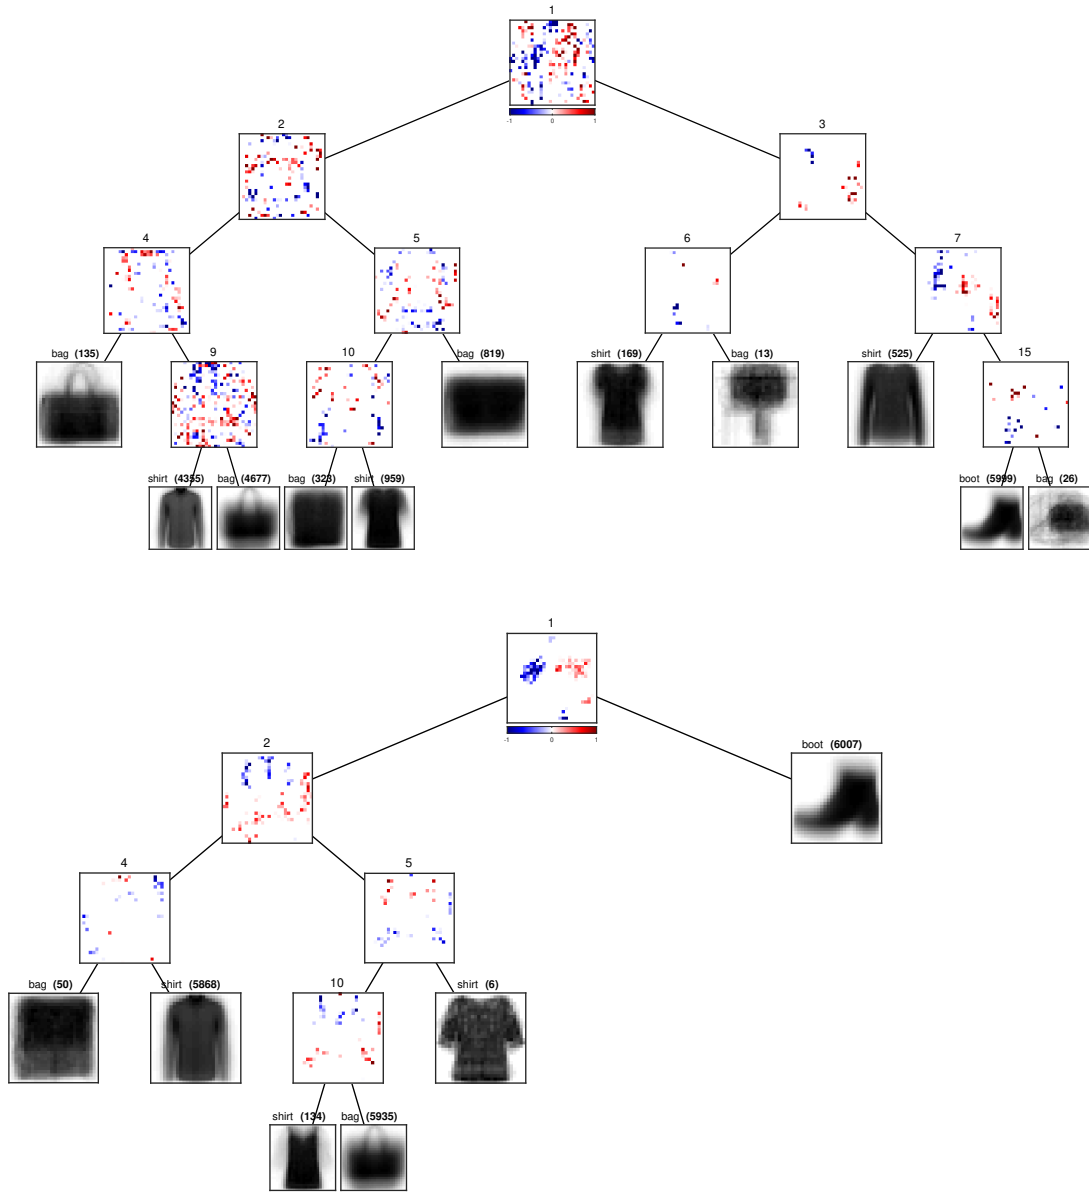 1
-1 0 1
2 3
4 5 6 7
bag (135) 9 10 bag (819) shirt (169) bag (13) shirt (525) 15
shirt (4355) bag (4677) bag (323) shirt (959) boot (5999) bag (26)
1
-1 0 1
2 boot (6007)
4 5
bag (50) shirt (5868) 10 shirt (6)
shirt (134) bag (5935)